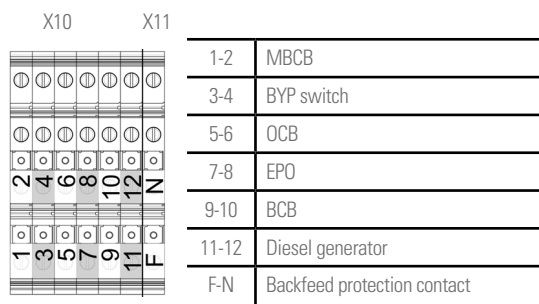 X10 X11
2 4 6 8 10 12 N
1 3 5 7 9 11 F
1-2 MBCB
3-4 BYP switch
5-6 OCB
7-8 EPO
9-10 BCB
11-12 Diesel generator
F-N Backfeed protection contact